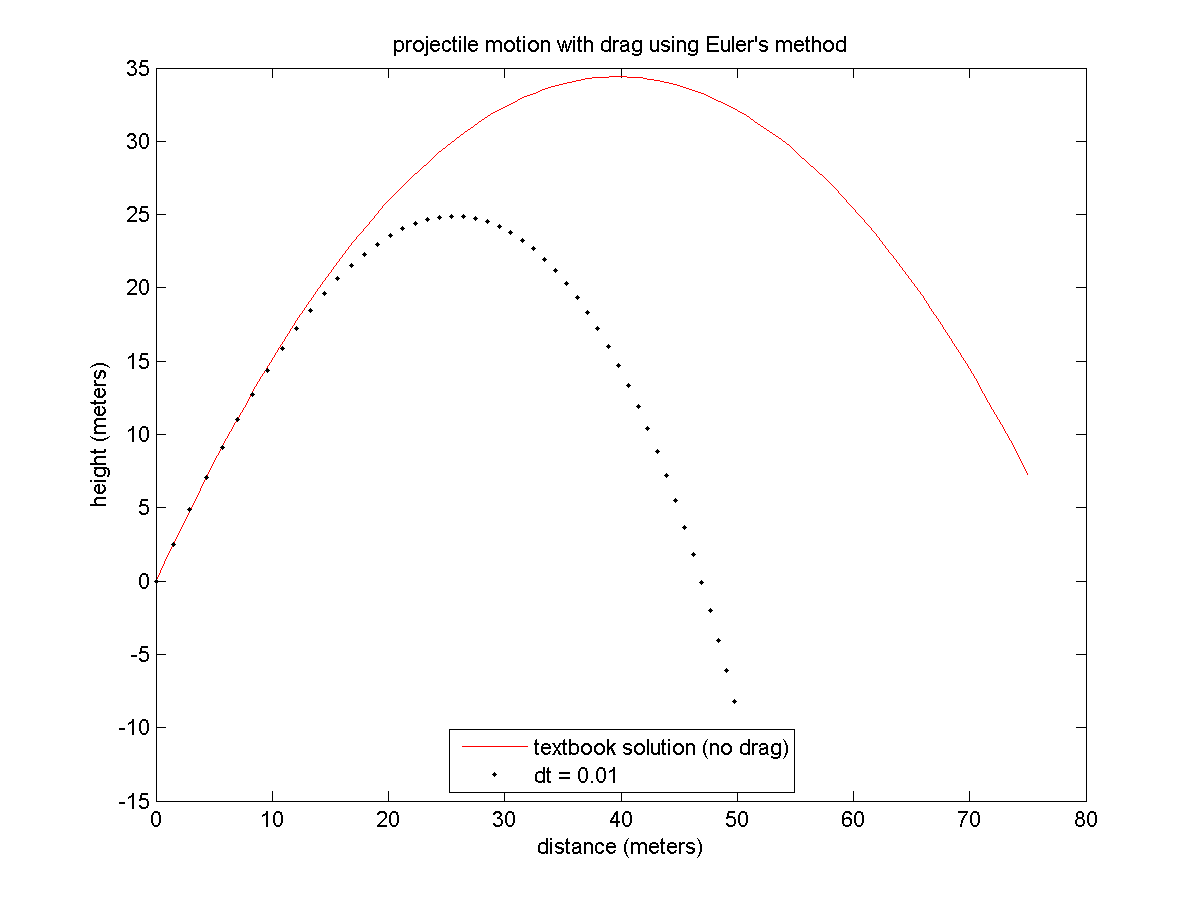 projectile motion with drag using Euler's method
35
30
25
20
15
10
5
0
-5
-10
-15
height (meters)
textbook solution (no drag)
dt = 0.01
0 10 20 30 40 50 60 70 80
distance (meters)